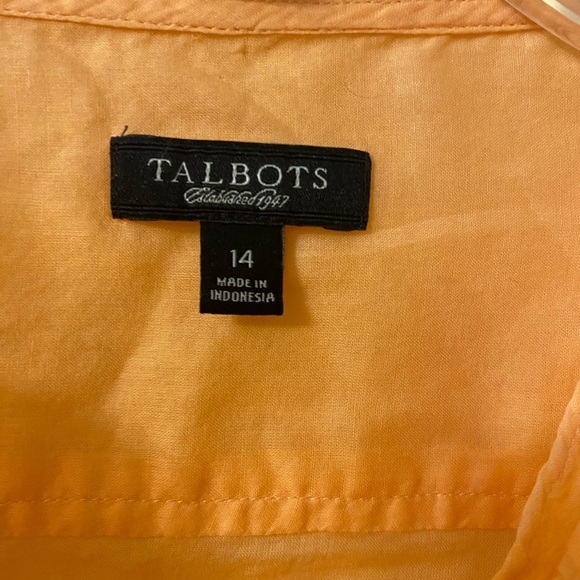 TALBOTS
Established 1947
14
MADE IN
INDONESIA